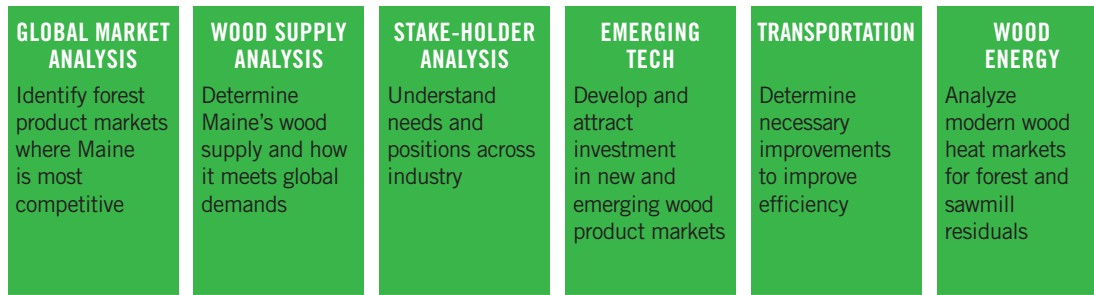 GLOBAL MARKET
ANALYSIS
Identify forest
product markets
where Maine
is most
competitive
WOOD SUPPLY
ANALYSIS
Determine
Maine's wood
supply and how
it meets global
demands
STAKE-HOLDER
ANALYSIS
Understand
needs and
positions across
industry
EMERGING
TECH
Develop and
attract
investment
in new and
emerging wood
product markets
TRANSPORTATION
Determine
necessary
improvements
to improve
efficiency
WOOD
ENERGY
Analyze
modern wood
heat markets
for forest and
sawmill
residuals